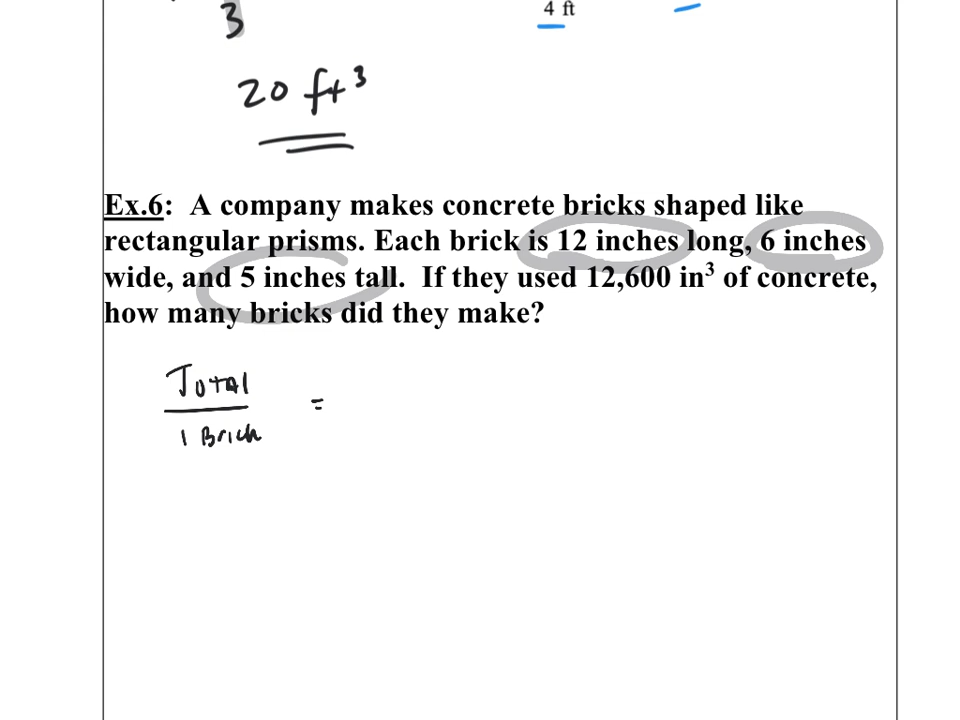 4 ft
3
20 ft³
Ex.6: A company makes concrete bricks shaped like
rectangular prisms. Each brick is 12 inches long, 6 inches
wide, and 5 inches tall. If they used 12,600 in³ of concrete,
how many bricks did they make?
Total
=
1 Brick